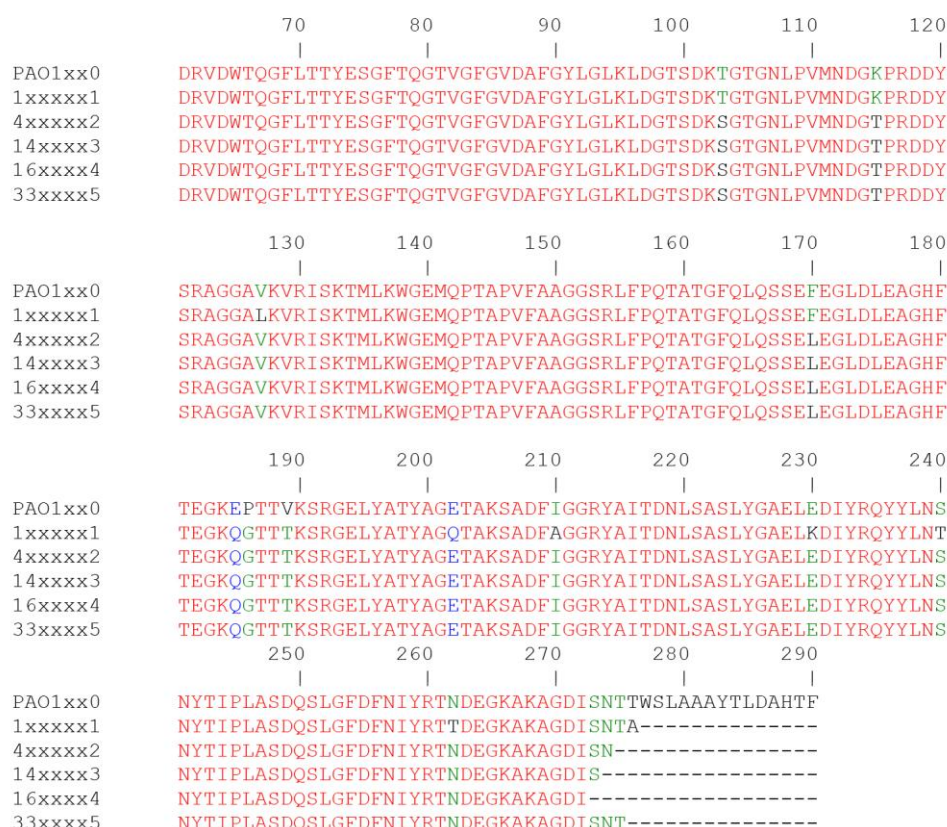 70 80 90 100 110 120
| | | | | |
PAO1xx0 DRVDWTQGFLTTYESGFTQGTVGFGVDAFGYLGLKLDGTSDKTGTGNLPVMNDGKPRDDY
1xxxxx1 DRVDWTQGFLTTYESGFTQGTVGFGVDAFGYLGLKLDGTSDKTGTGNLPVMNDGKPRDDY
4xxxxx2 DRVDWTQGFLTTYESGFTQGTVGFGVDAFGYLGLKLDGTSDKSGTGNLPVMNDGTPRDDY
14xxxx3 DRVDWTQGFLTTYESGFTQGTVGFGVDAFGYLGLKLDGTSDKSGTGNLPVMNDGTPRDDY
16xxxx4 DRVDWTQGFLTTYESGFTQGTVGFGVDAFGYLGLKLDGTSDKSGTGNLPVMNDGTPRDDY
33xxxx5 DRVDWTQGFLTTYESGFTQGTVGFGVDAFGYLGLKLDGTSDKSGTGNLPVMNDGTPRDDY
130 140 150 160 170 180
| | | | | |
PAO1xx0 SRAGGAVKVRISKTMLKWGEMQPTAPVFAAGGSRLFPQTATGFQLQSSEFEGLDLEAGHF
1xxxxx1 SRAGGALKVRISKTMLKWGEMQPTAPVFAAGGSRLFPQTATGFQLQSSEFEGLDLEAGHF
4xxxxx2 SRAGGAVKVRISKTMLKWGEMQPTAPVFAAGGSRLFPQTATGFQLQSSELEGLDLEAGHF
14xxxx3 SRAGGAVKVRISKTMLKWGEMQPTAPVFAAGGSRLFPQTATGFQLQSSELEGLDLEAGHF
16xxxx4 SRAGGAVKVRISKTMLKWGEMQPTAPVFAAGGSRLFPQTATGFQLQSSELEGLDLEAGHF
33xxxx5 SRAGGAVKVRISKTMLKWGEMQPTAPVFAAGGSRLFPQTATGFQLQSSELEGLDLEAGHF
190 200 210 220 230 240
| | | | | |
PAO1xx0 TEGKEPTTVKSRGELYATYAGETAKSADFIGGRYAITDNLSASLYGAELEDIYRQYYLNS
1xxxxx1 TEGKQGTTTKSRGELYATYAGQTAKSADFAGGRYAITDNLSASLYGAELKDIYRQYYLNT
4xxxxx2 TEGKQGTTTKSRGELYATYAGETAKSADFIGGRYAITDNLSASLYGAELEDIYRQYYLNS
14xxxx3 TEGKQGTTTKSRGELYATYAGETAKSADFIGGRYAITDNLSASLYGAELEDIYRQYYLNS
16xxxx4 TEGKQGTTTKSRGELYATYAGETAKSADFIGGRYAITDNLSASLYGAELEDIYRQYYLNS
33xxxx5 TEGKQGTTTKSRGELYATYAGETAKSADFIGGRYAITDNLSASLYGAELEDIYRQYYLNS
250 260 270 280 290
| | | | |
PAO1xx0 NYTIPLASDQSLGFDFNIYRTNDEGKAKAGDISNTTWSLAAAYTLDAHTF
1xxxxx1 NYTIPLASDQSLGFDFNIYRTTDEGKAKAGDISNTA--------------
4xxxxx2 NYTIPLASDQSLGFDFNIYRTNDEGKAKAGDISN----------------
14xxxx3 NYTIPLASDQSLGFDFNIYRTNDEGKAKAGDIS-----------------
16xxxx4 NYTIPLASDQSLGFDFNIYRTNDEGKAKAGDI------------------
33xxxx5 NYTIPLASDQSLGFDFNIYRTNDEGKAKAGDISNT---------------